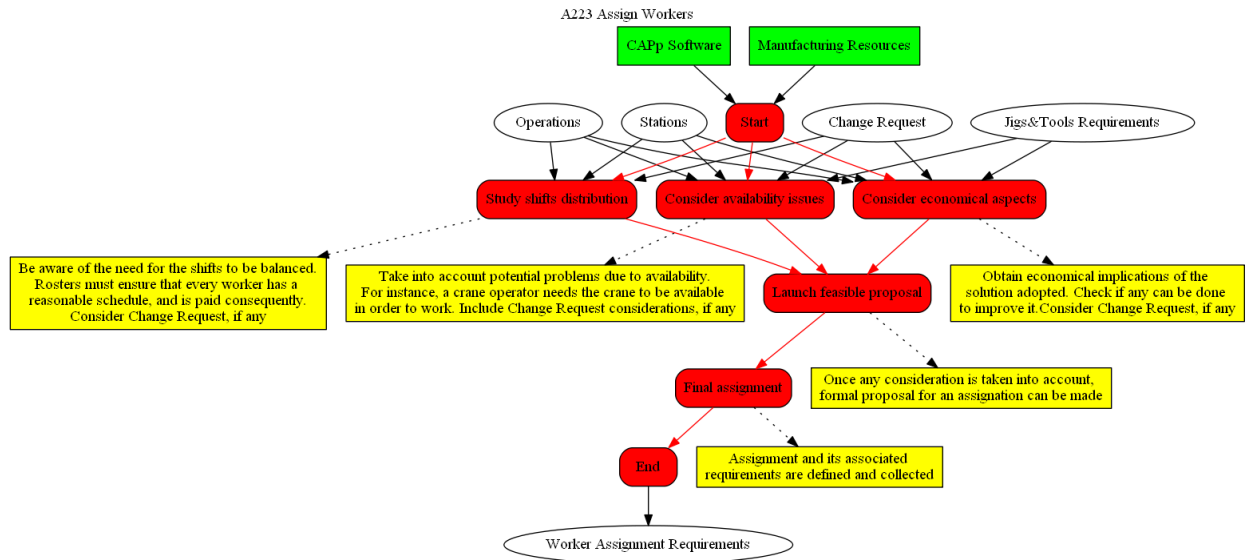 A223 Assign Workers
CAPp Software
Manufacturing Resources
Operations
Stations
Start
Change Request
Jigs&Tools Requirements
Study shifts distribution
Consider availability issues
Consider economical aspects
Be aware of the need for the shifts to be balanced.
Rosters must ensure that every worker has a
reasonable schedule, and is paid consequently.
Consider Change Request, if any
Take into account potential problems due to availability.
For instance, a crane operator needs the crane to be available
in order to work. Include Change Request considerations, if any
Launch feasible proposal
Obtain economical implications of the
solution adopted. Check if any can be done
to improve it.Consider Change Request, if any
Final assignment
Once any consideration is taken into account,
formal proposal for an assignation can be made
End
Assignment and its associated
requirements are defined and collected
Worker Assignment Requirements